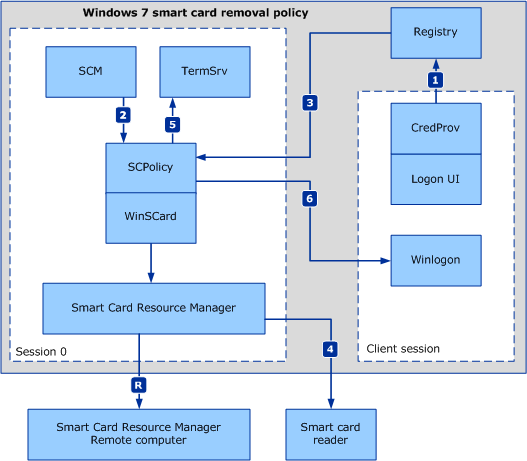 Windows 7 smart card removal policy
Registry
SCM
TermSrv
3
1
2
5
CredProv
SCPolicy
Logon UI
6
WinSCard
Winlogon
Smart Card Resource Manager
4
Session 0
Client session
R
Smart Card Resource Manager
Remote computer
Smart card
reader